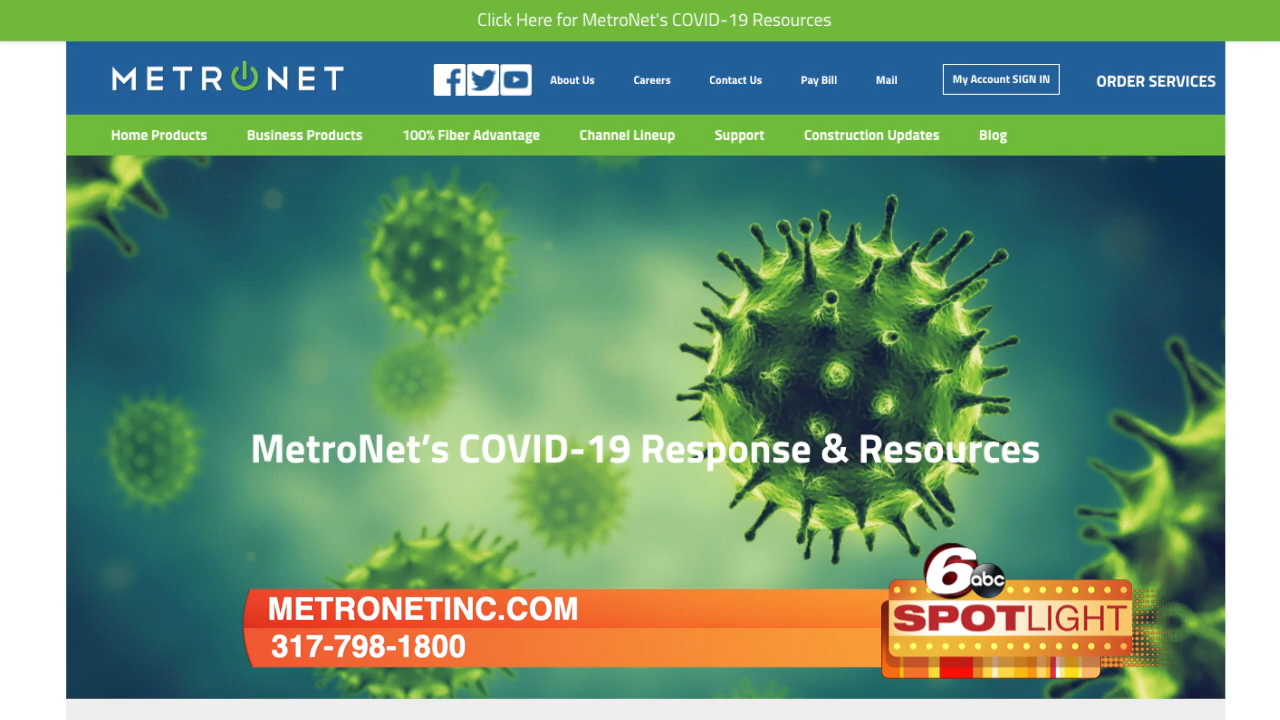 Click Here for MetroNet's COVID-19 Resources
METRONET
About Us Careers Contact Us Pay Bill Mail My Account SIGN IN ORDER SERVICES
Home Products Business Products 100% Fiber Advantage Channel Lineup Support Construction Updates Blog
MetroNet’s COVID-19 Response & Resources
6 abc
SPOTLIGHT
METRONETINC.COM
317-798-1800